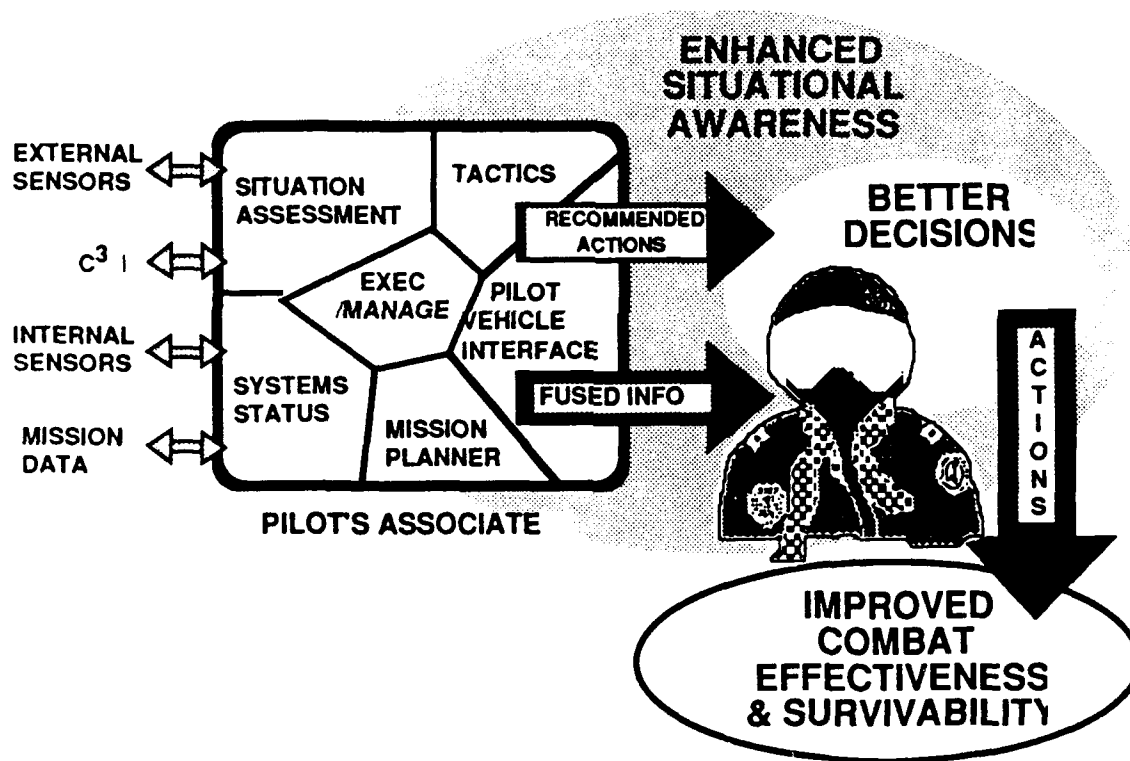 ENHANCED
SITUATIONAL
AWARENESS
EXTERNAL
SENSORS
C³ I
INTERNAL
SENSORS
MISSION
DATA
SITUATION
ASSESSMENT
TACTICS
EXEC
/MANAGE
PILOT
VEHICLE
INTERFACE
SYSTEMS
STATUS
MISSION
PLANNER
PILOT'S ASSOCIATE
RECOMMENDED
ACTIONS
FUSED INFO
BETTER
DECISIONS
ACTIONS
IMPROVED
COMBAT
EFFECTIVENESS
& SURVIVABILITY